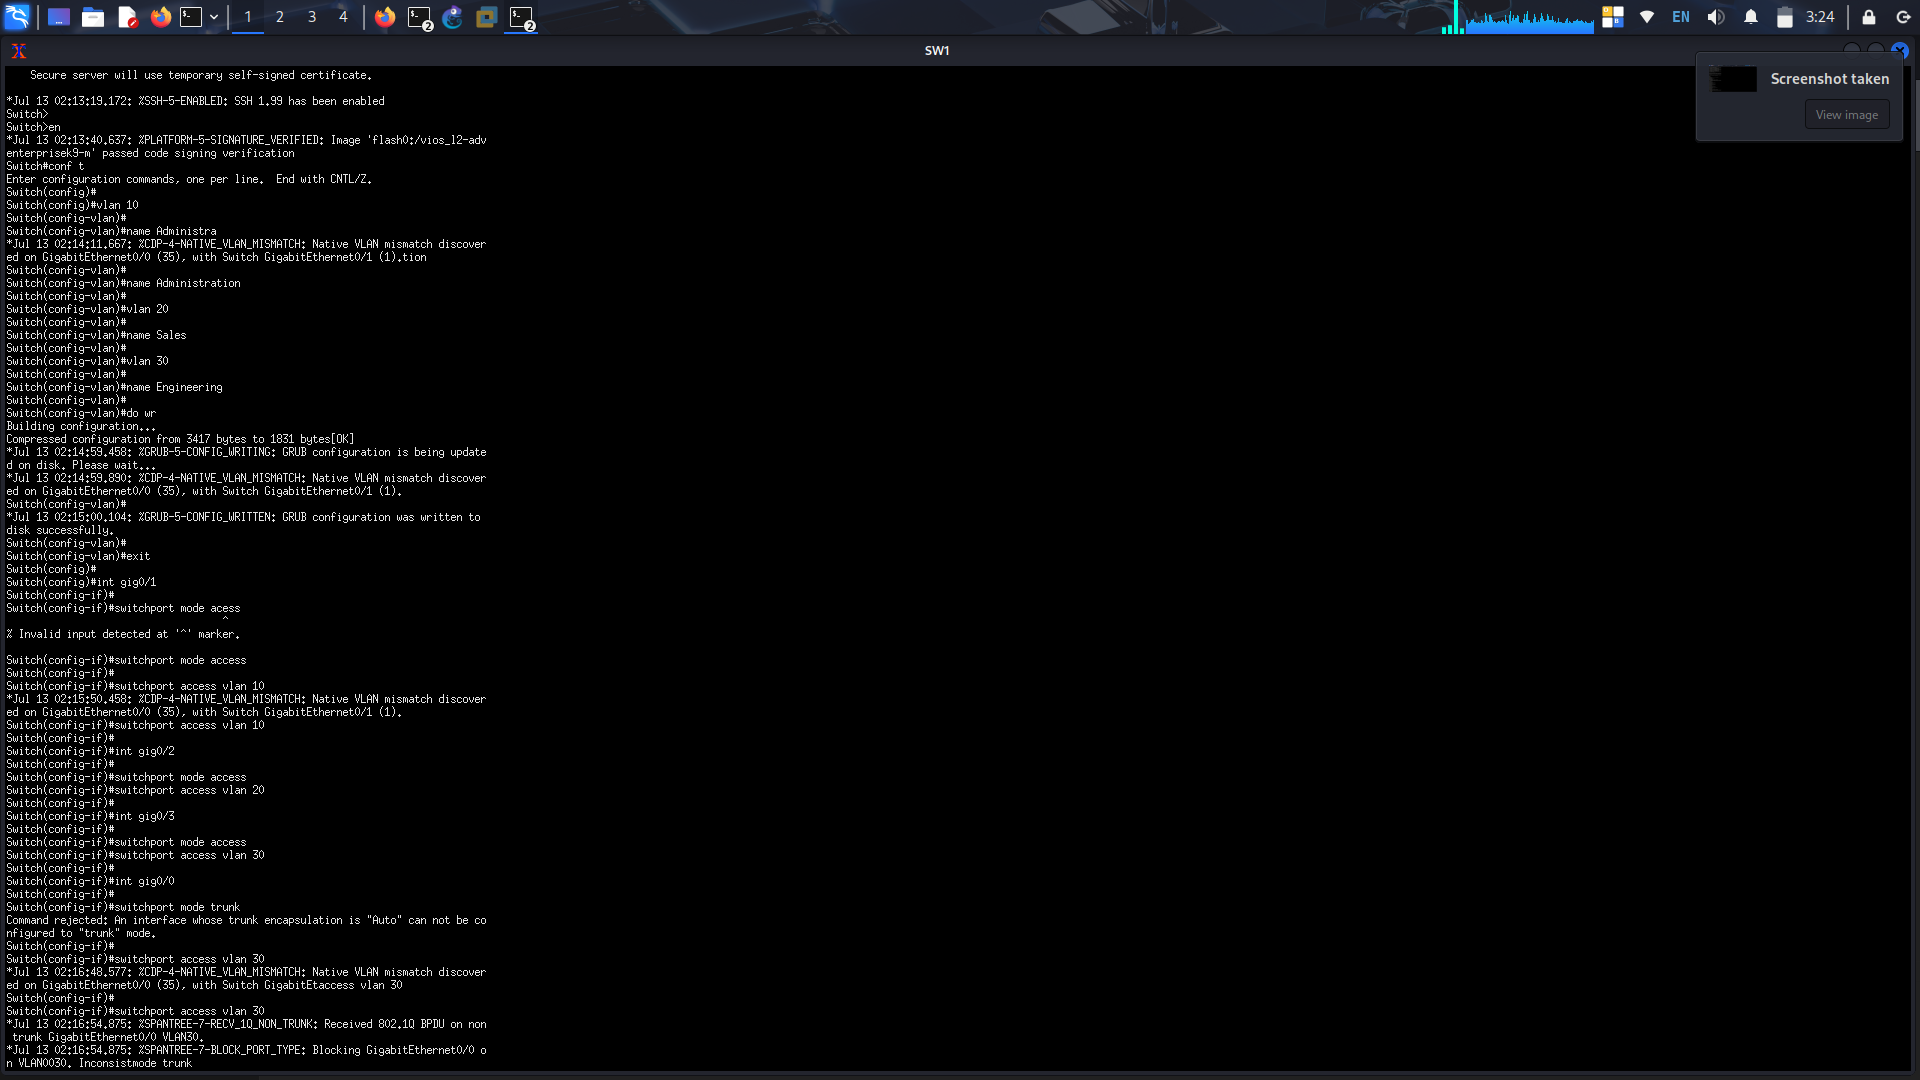 1 2 3 4
2
2
EN
3:24
SW1
Screenshot taken
View image
Secure server will use temporary self-signed certificate.
*Jul 13 02:13:19.172: %SSH-5-ENABLED: SSH 1.99 has been enabled
Switch>
Switch>en
*Jul 13 02:13:40.637: %PLATFORM-5-SIGNATURE_VERIFIED: Image 'flash0:/vios_l2-adv
enterprisek9-m' passed code signing verification
Switch#conf t
Enter configuration commands, one per line.  End with CNTL/Z.
Switch(config)#
Switch(config)#vlan 10
Switch(config-vlan)#
Switch(config-vlan)#name Administra
*Jul 13 02:14:11.667: %CDP-4-NATIVE_VLAN_MISMATCH: Native VLAN mismatch discover
ed on GigabitEthernet0/0 (35), with Switch GigabitEthernet0/1 (1).tion
Switch(config-vlan)#
Switch(config-vlan)#name Administration
Switch(config-vlan)#
Switch(config-vlan)#vlan 20
Switch(config-vlan)#
Switch(config-vlan)#name Sales
Switch(config-vlan)#
Switch(config-vlan)#vlan 30
Switch(config-vlan)#
Switch(config-vlan)#name Engineering
Switch(config-vlan)#
Switch(config-vlan)#do wr
Building configuration...
Compressed configuration from 3417 bytes to 1831 bytes[OK]
*Jul 13 02:14:59.458: %GRUB-5-CONFIG_WRITING: GRUB configuration is being update
d on disk. Please wait...
*Jul 13 02:14:59.890: %CDP-4-NATIVE_VLAN_MISMATCH: Native VLAN mismatch discover
ed on GigabitEthernet0/0 (35), with Switch GigabitEthernet0/1 (1).
Switch(config-vlan)#
*Jul 13 02:15:00.104: %GRUB-5-CONFIG_WRITTEN: GRUB configuration was written to
disk successfully.
Switch(config-vlan)#
Switch(config-vlan)#exit
Switch(config)#
Switch(config)#int gig0/1
Switch(config-if)#
Switch(config-if)#switchport mode acess
^
% Invalid input detected at '^' marker.
Switch(config-if)#switchport mode access
Switch(config-if)#
Switch(config-if)#switchport access vlan 10
*Jul 13 02:15:50.458: %CDP-4-NATIVE_VLAN_MISMATCH: Native VLAN mismatch discover
ed on GigabitEthernet0/0 (35), with Switch GigabitEthernet0/1 (1).
Switch(config-if)#switchport access vlan 10
Switch(config-if)#
Switch(config-if)#int gig0/2
Switch(config-if)#
Switch(config-if)#switchport mode access
Switch(config-if)#switchport access vlan 20
Switch(config-if)#
Switch(config-if)#int gig0/3
Switch(config-if)#
Switch(config-if)#switchport mode access
Switch(config-if)#switchport access vlan 30
Switch(config-if)#
Switch(config-if)#int gig0/0
Switch(config-if)#
Switch(config-if)#switchport mode trunk
Command rejected: An interface whose trunk encapsulation is "Auto" can not be co
nfigured to "trunk" mode.
Switch(config-if)#
Switch(config-if)#switchport access vlan 30
*Jul 13 02:16:48.577: %CDP-4-NATIVE_VLAN_MISMATCH: Native VLAN mismatch discover
ed on GigabitEthernet0/0 (35), with Switch GigabitEtaccess vlan 30
Switch(config-if)#
Switch(config-if)#switchport access vlan 30
*Jul 13 02:16:54.875: %SPANTREE-7-RECV_1Q_NON_TRUNK: Received 802.1Q BPDU on non
trunk GigabitEthernet0/0 VLAN30.
*Jul 13 02:16:54.875: %SPANTREE-7-BLOCK_PORT_TYPE: Blocking GigabitEthernet0/0 o
n VLAN0030. Inconsistmode trunk